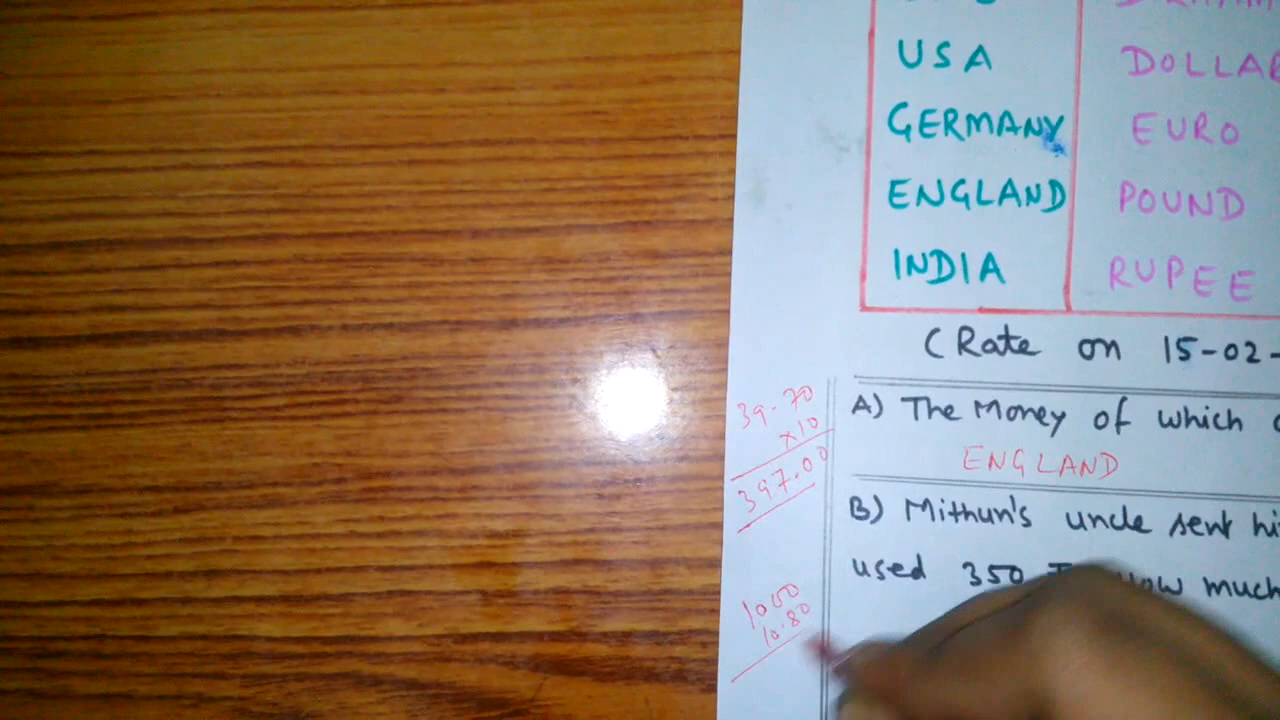 USA DOLLA
GERMANY EURO
ENGLAND POUND
INDIA RUPEE
(Rate on 15-02-
39.70
x10
397.00
A) The Money of which
ENGLAND
B) Mithun's uncle sent hi
used 350 How much
1000
10.80